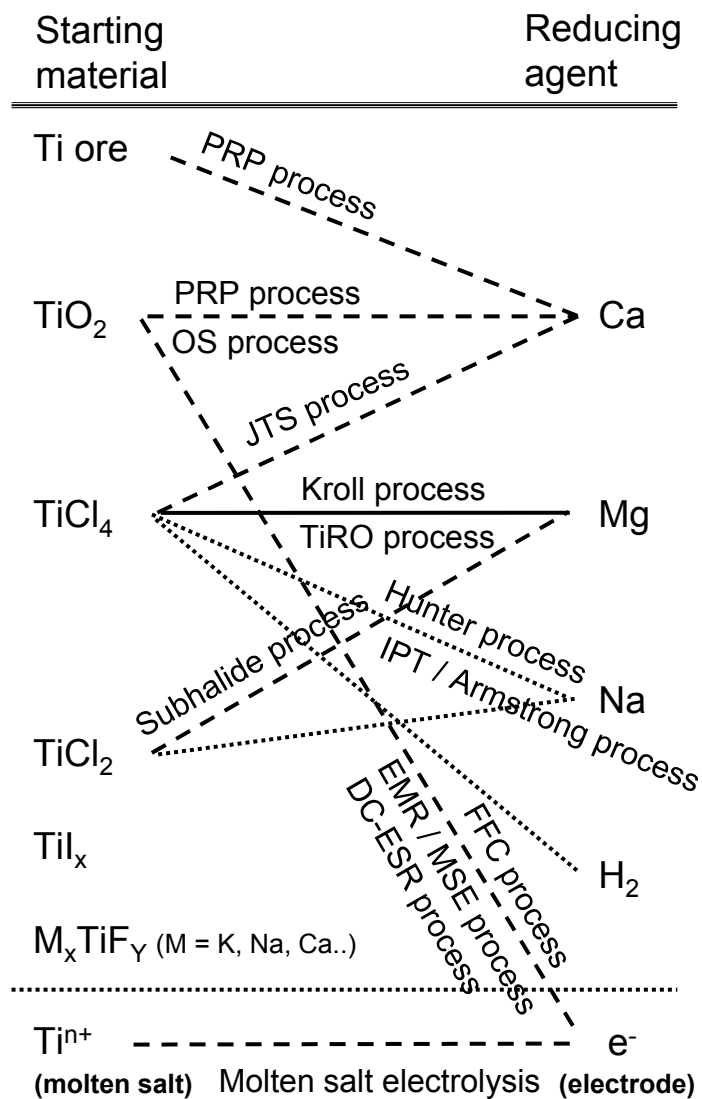 Starting material
Reducing agent
Ti ore
PRP process
TiO₂
PRP process
OS process
Ca
JTS process
TiCl₄
Kroll process
TiRO process
Mg
Hunter process
IPT / Armstrong process
Na
Subhalide process
TiCl₂
FFC process
EMR / MSE process
DC-ESR process
TiIₓ
H₂
MₓTiF_Y (M = K, Na, Ca..)
Tiⁿ⁺
e⁻
(molten salt)
Molten salt electrolysis
(electrode)